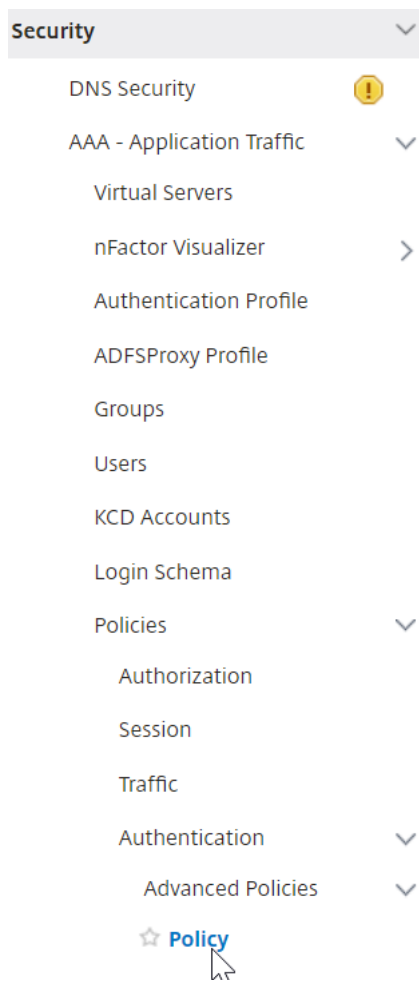 Security
DNS Security
AAA - Application Traffic
Virtual Servers
nFactor Visualizer
Authentication Profile
ADFSProxy Profile
Groups
Users
KCD Accounts
Login Schema
Policies
Authorization
Session
Traffic
Authentication
Advanced Policies
Policy